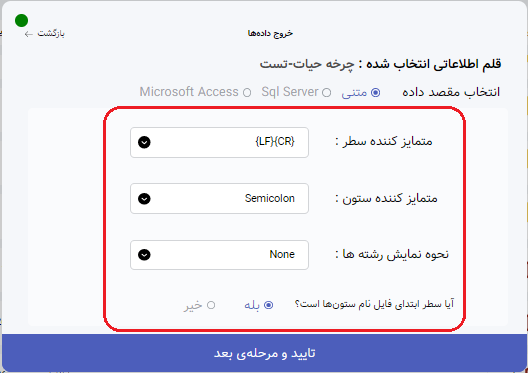 خروج داده‌ها
بازگشت
قلم اطلاعاتی انتخاب شده : چرخه حیات-تست
انتخاب مقصد داده متنی Sql Server Microsoft Access
متمایز کننده سطر : {LF}{CR}
متمایز کننده ستون : Semicolon
نحوه نمایش رشته ها : None
آیا سطر ابتدای فایل نام ستون‌ها است؟ بله خیر
تایید و مرحله‌ی بعد